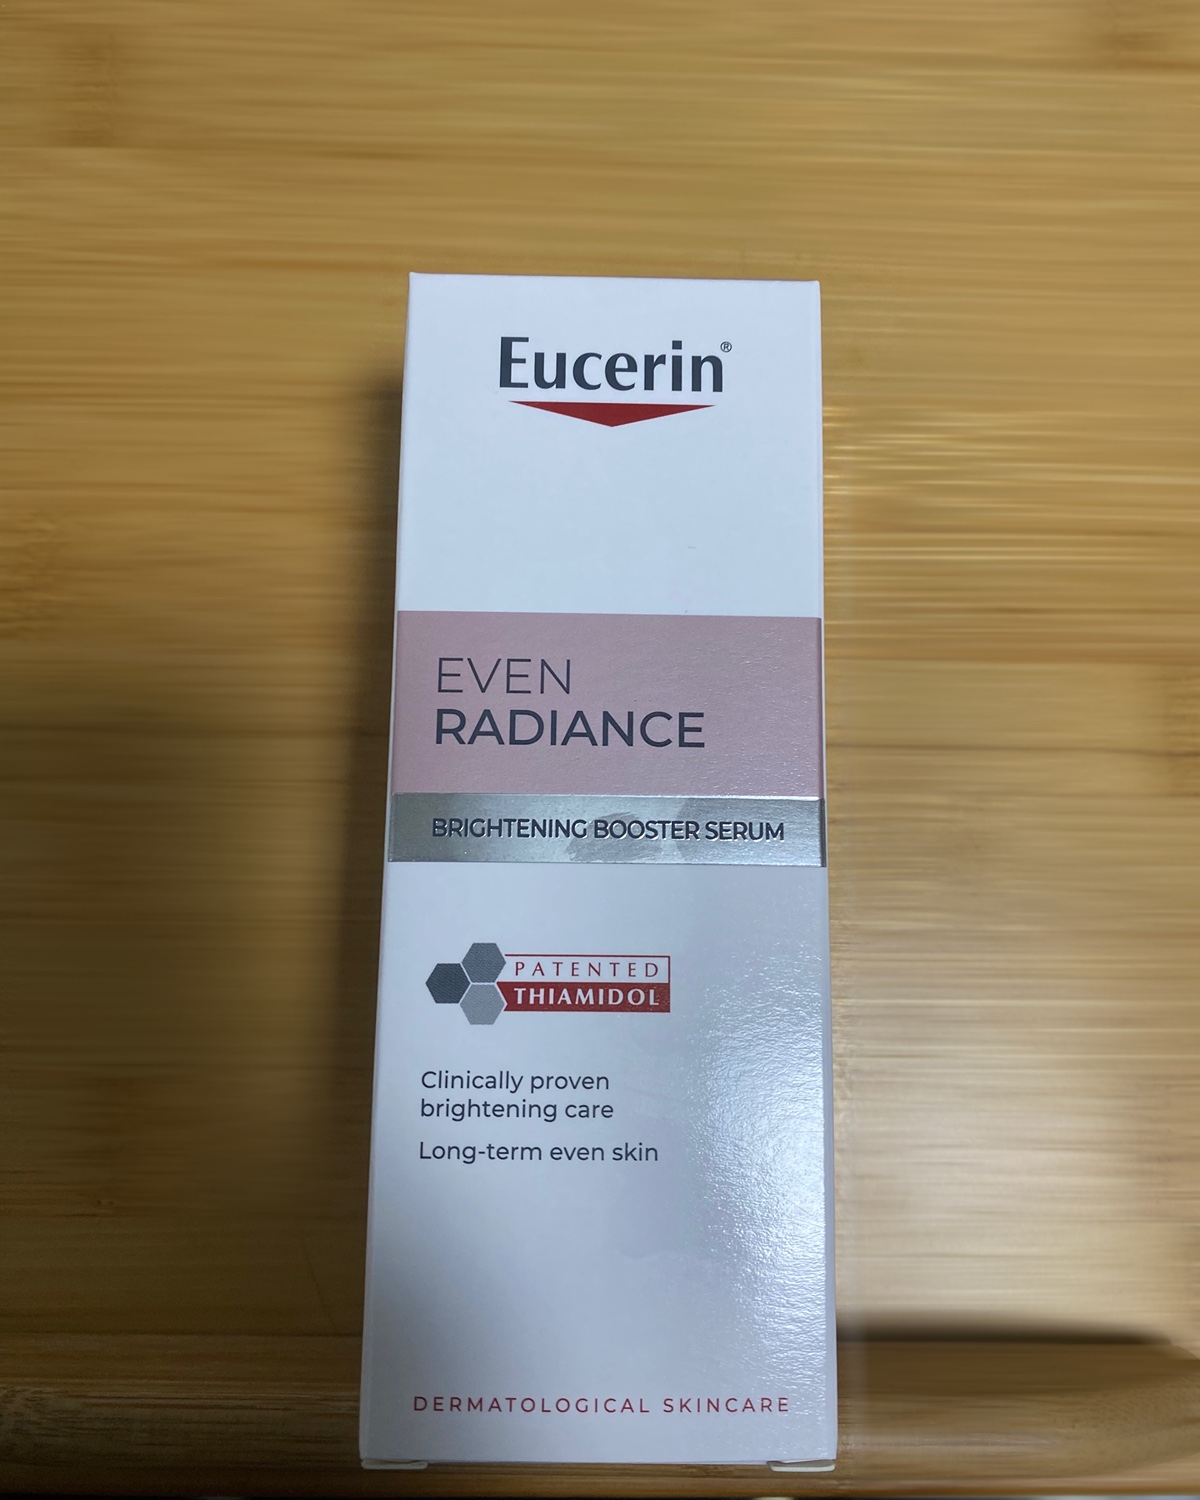 Eucerin®
EVEN
RADIANCE
BRIGHTENING BOOSTER SERUM
PATENTED
THIAMIDOL
Clinically proven
brightening care
Long-term even skin
DERMATOLOGICAL SKINCARE